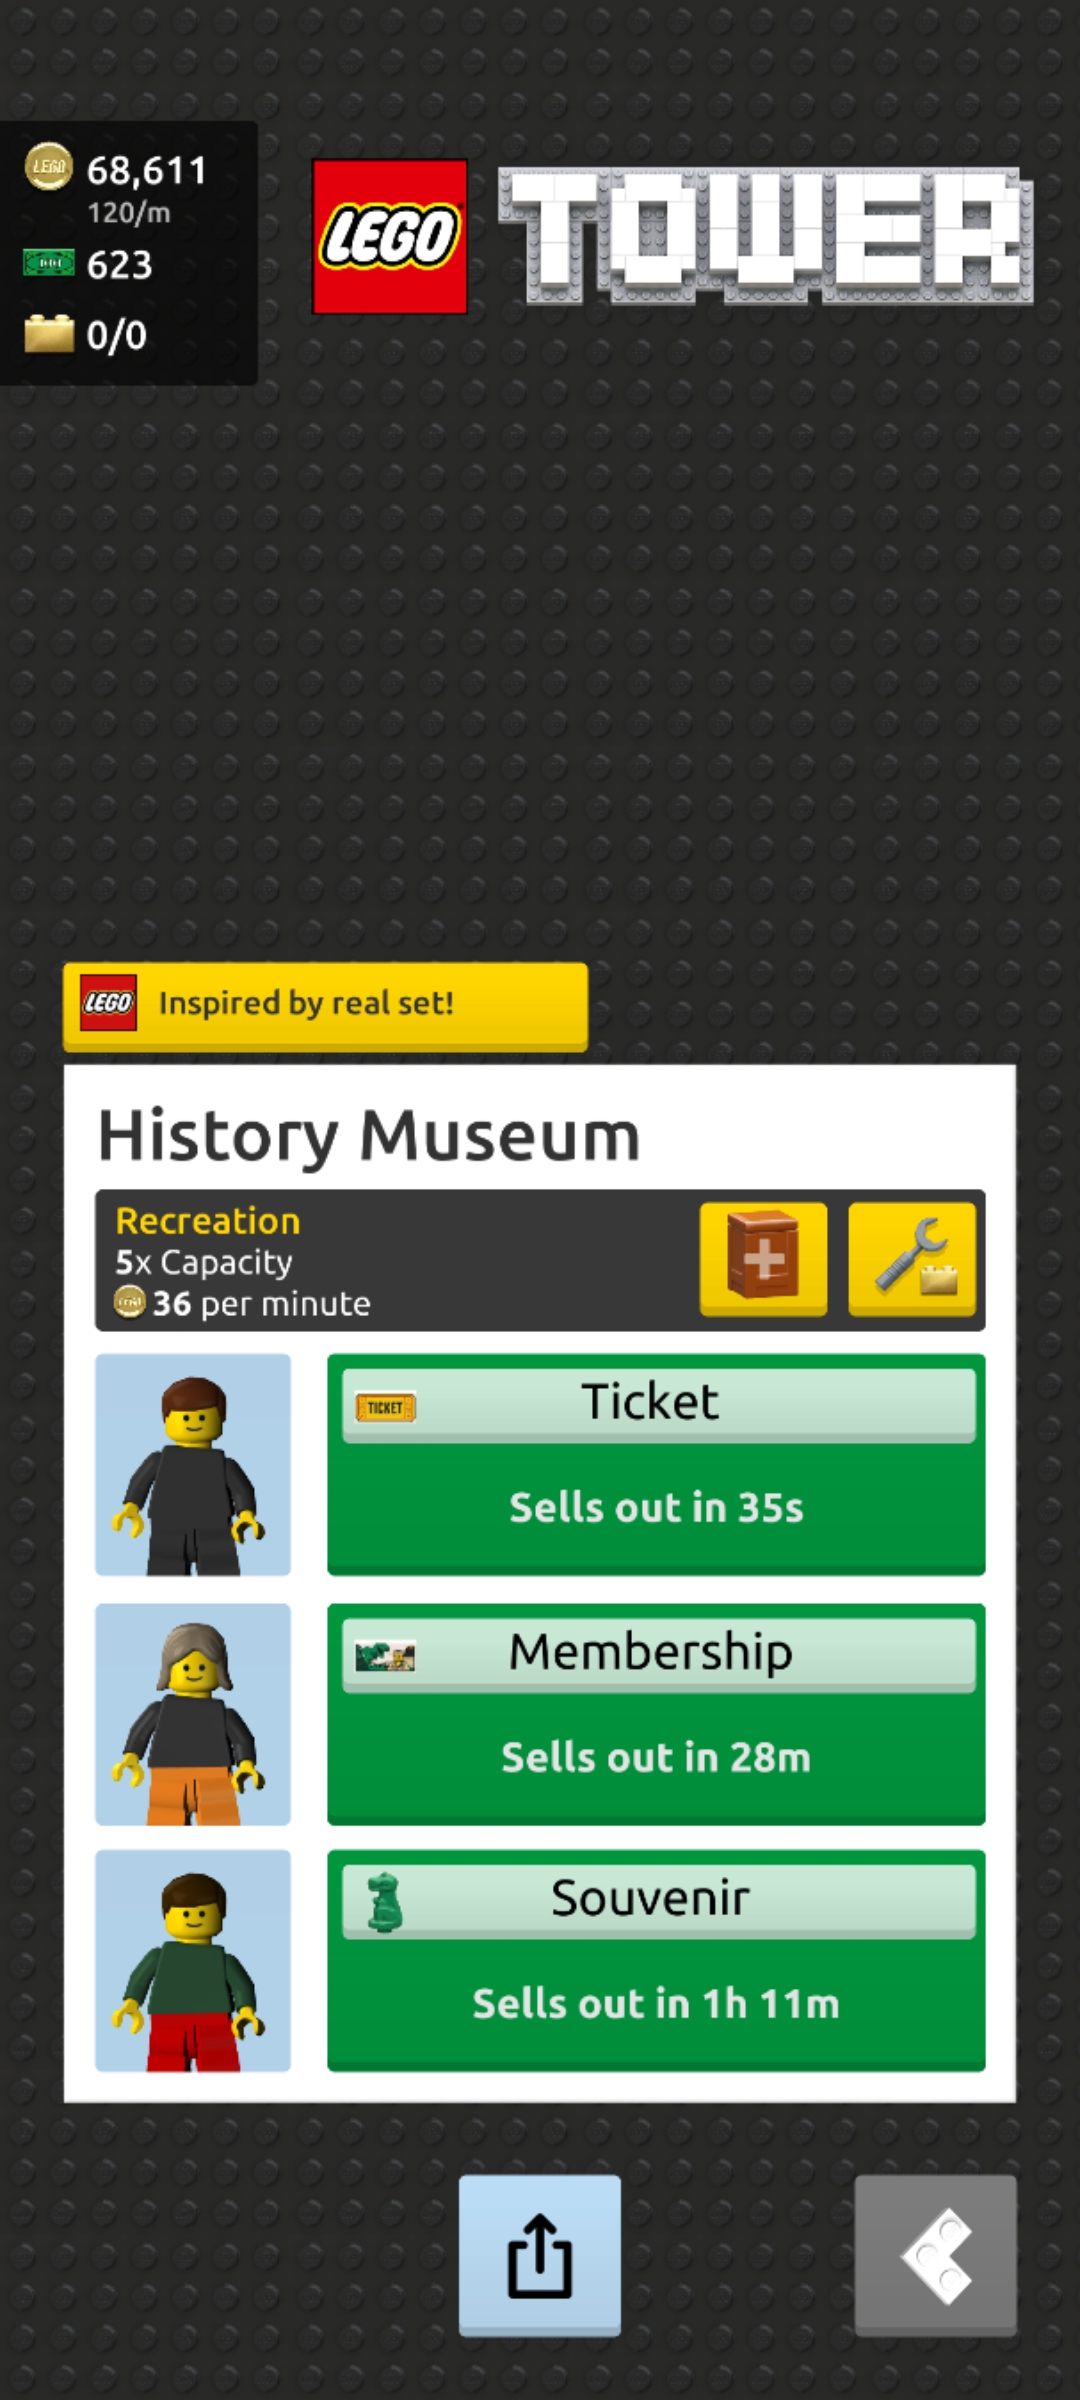 LEGO
68,611
120/m
623
0/0
LEGO
TOWER
LEGO
Inspired by real set!
History Museum
Recreation
5x Capacity
36 per minute
TICKET
Ticket
Sells out in 35s
Membership
Sells out in 28m
Souvenir
Sells out in 1h 11m